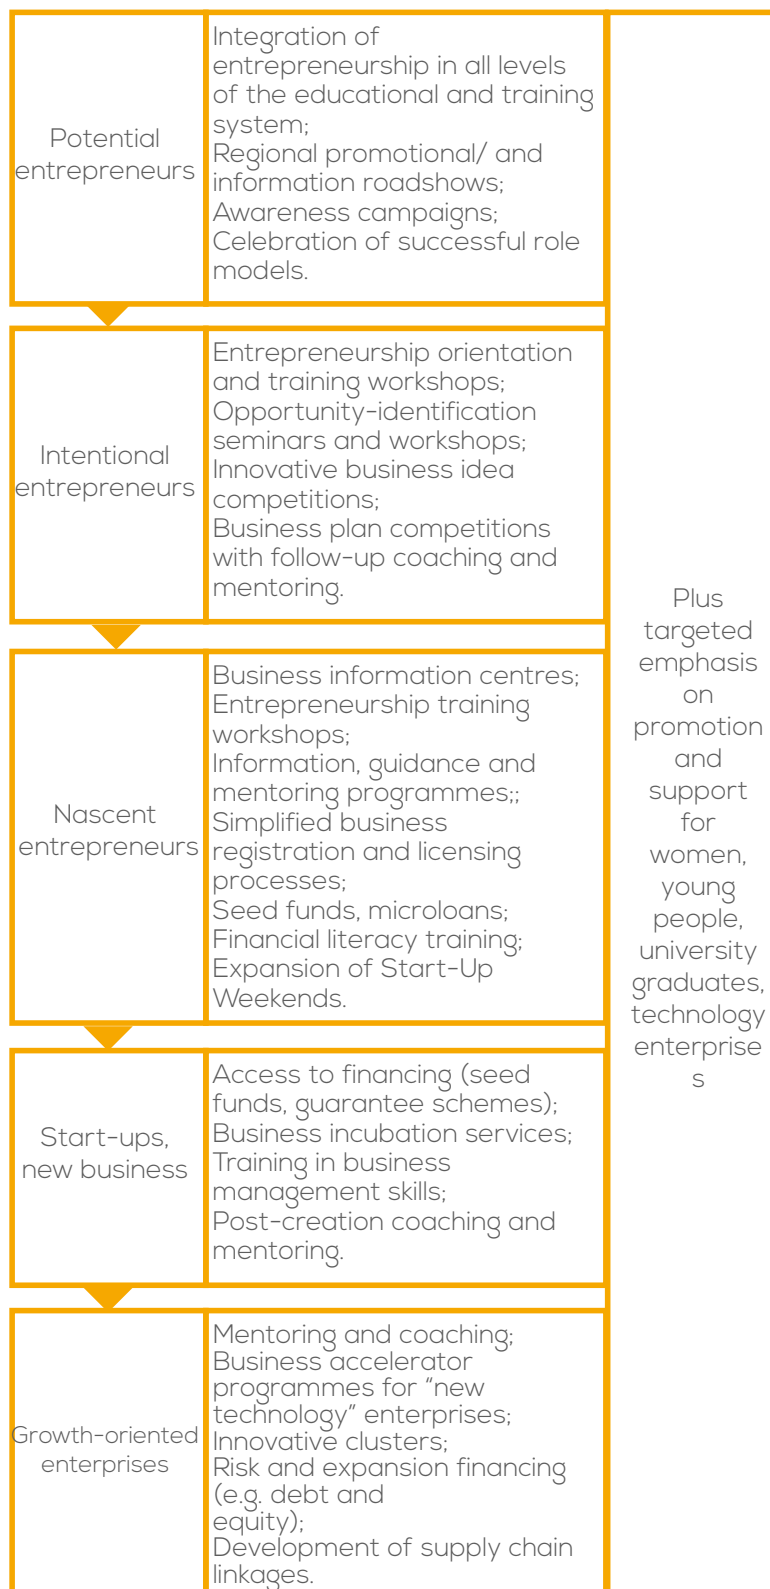 Potential
entrepreneurs
Integration of
entrepreneurship in all levels
of the educational and training
system;
Regional promotional/ and
information roadshows;
Awareness campaigns;
Celebration of successful role
models.
Intentional
entrepreneurs
Entrepreneurship orientation
and training workshops;
Opportunity-identification
seminars and workshops;
Innovative business idea
competitions;
Business plan competitions
with follow-up coaching and
mentoring.
Nascent
entrepreneurs
Business information centres;
Entrepreneurship training
workshops;
Information, guidance and
mentoring programmes;;
Simplified business
registration and licensing
processes;
Seed funds, microloans;
Financial literacy training;
Expansion of Start-Up
Weekends.
Start-ups,
new business
Access to financing (seed
funds, guarantee schemes);
Business incubation services;
Training in business
management skills;
Post-creation coaching and
mentoring.
Growth-oriented
enterprises
Mentoring and coaching;
Business accelerator
programmes for “new
technology” enterprises;
Innovative clusters;
Risk and expansion financing
(e.g. debt and
equity);
Development of supply chain
linkages.
Plus
targeted
emphasis
on
promotion
and
support
for
women,
young
people,
university
graduates,
technology
enterprise
s